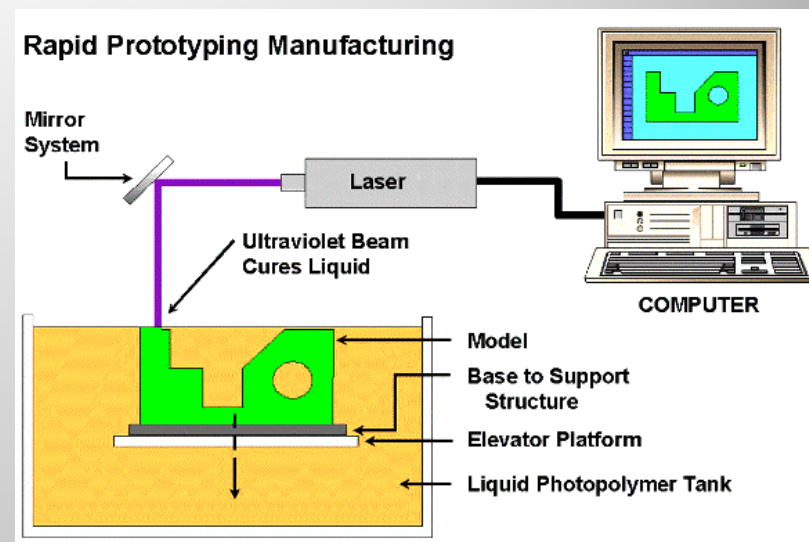 Rapid Prototyping Manufacturing
Mirror
System
Laser
Ultraviolet Beam
Cures Liquid
COMPUTER
Model
Base to Support
Structure
Elevator Platform
Liquid Photopolymer Tank